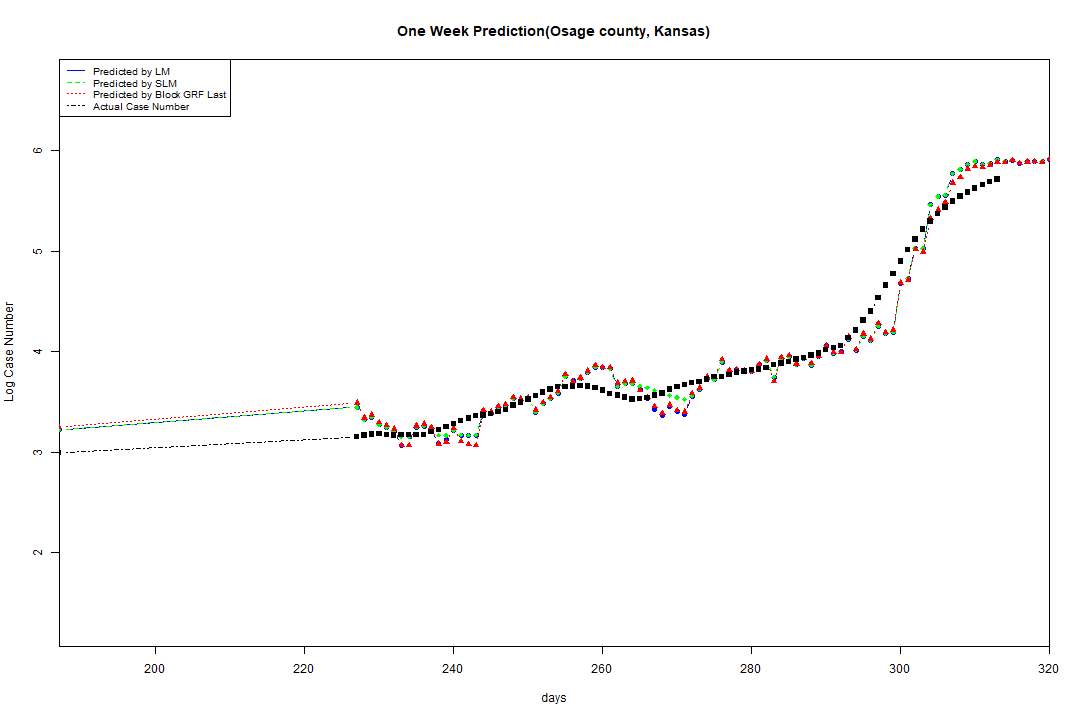 One Week Prediction(Osage county, Kansas)
Predicted by LM
Predicted by SLM
Predicted by Block GRF Last
Actual Case Number
6
5
4
3
2
Log Case Number
200 220 240 260 280 300 320
days